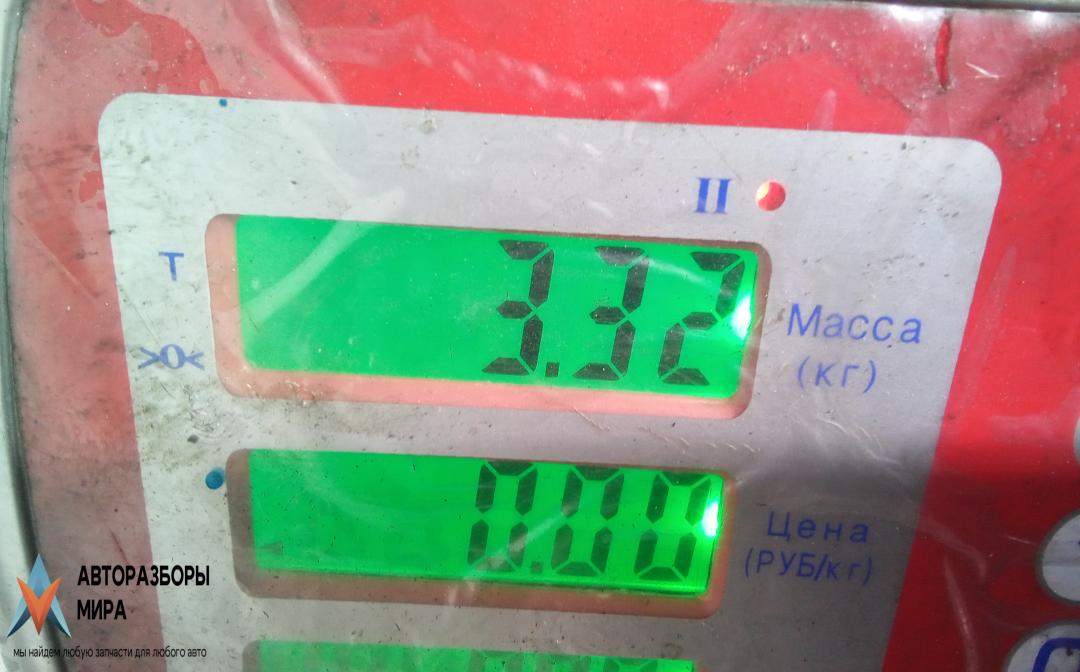 II
T
3.32
Масса
(кг)
>0<
0.00
Цена
(РУБ/кг)
АВТОРАЗБОРЫ
МИРА
мы найдем любую запчасти для любого авто